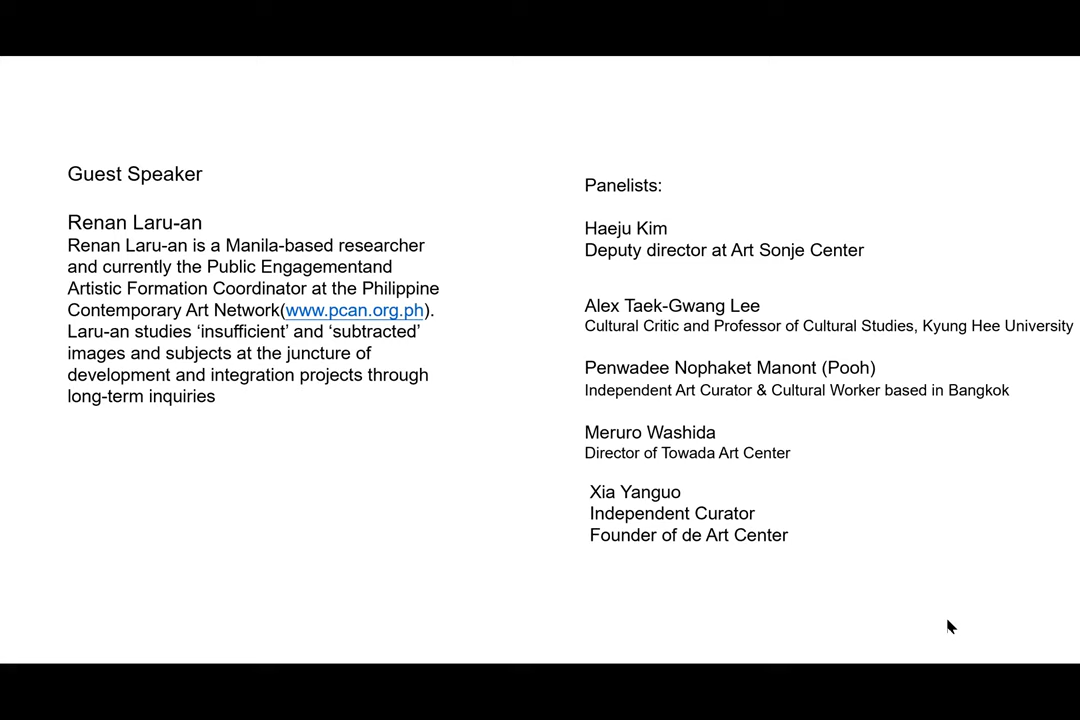 Guest Speaker
Renan Laru-an
Renan Laru-an is a Manila-based researcher
and currently the Public Engagementand
Artistic Formation Coordinator at the Philippine
Contemporary Art Network(www.pcan.org.ph).
Laru-an studies ‘insufficient’ and ‘subtracted’
images and subjects at the juncture of
development and integration projects through
long-term inquiries
Panelists:
Haeju Kim
Deputy director at Art Sonje Center
Alex Taek-Gwang Lee
Cultural Critic and Professor of Cultural Studies, Kyung Hee University
Penwadee Nophaket Manont (Pooh)
Independent Art Curator & Cultural Worker based in Bangkok
Meruro Washida
Director of Towada Art Center
Xia Yanguo
Independent Curator
Founder of de Art Center